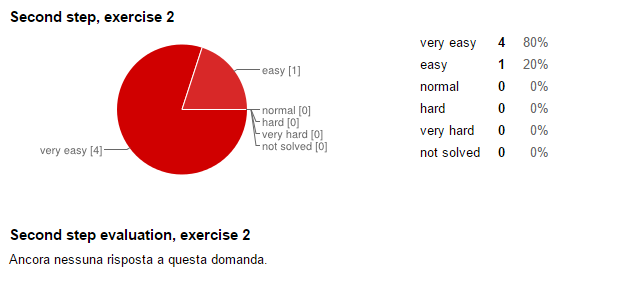 Second step, exercise 2
easy [1]
normal [0]
hard [0]
very hard [0]
not solved [0]
very easy [4]
very easy 4 80%
easy 1 20%
normal 0 0%
hard 0 0%
very hard 0 0%
not solved 0 0%
Second step evaluation, exercise 2
Ancora nessuna risposta a questa domanda.